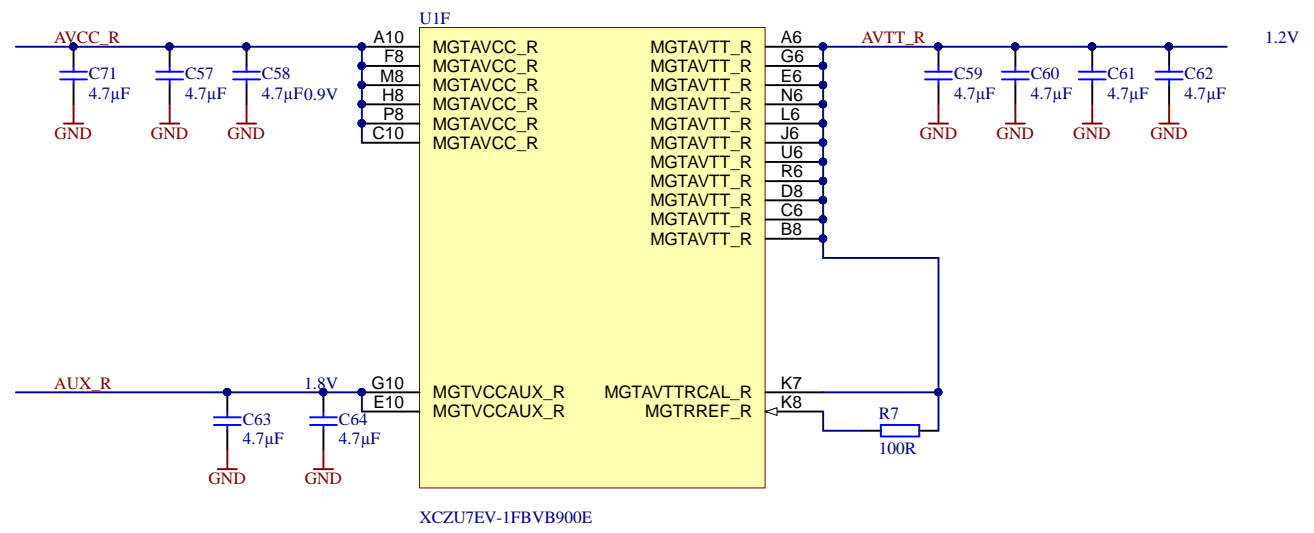 U1F
AVCC_R
A10
MGTAVCC_R
MGTAVTT_R
A6
AVTT_R
1.2V
F8
MGTAVCC_R
MGTAVTT_R
G6
C71
4.7µF
GND
C57
4.7µF
GND
C58
4.7µF0.9V
GND
M8
MGTAVCC_R
MGTAVTT_R
E6
C59
4.7µF
GND
C60
4.7µF
GND
C61
4.7µF
GND
C62
4.7µF
GND
H8
MGTAVCC_R
MGTAVTT_R
N6
P8
MGTAVCC_R
MGTAVTT_R
L6
C10
MGTAVCC_R
MGTAVTT_R
J6
MGTAVTT_R
U6
MGTAVTT_R
R6
MGTAVTT_R
D8
MGTAVTT_R
C6
MGTAVTT_R
B8
AUX_R
1.8V
G10
MGTVCCAUX_R
MGTAVTTRCAL_R
K7
E10
MGTVCCAUX_R
MGTRREF_R
K8
C63
4.7µF
GND
C64
4.7µF
GND
R7
100R
XCZU7EV-1FBVB900E